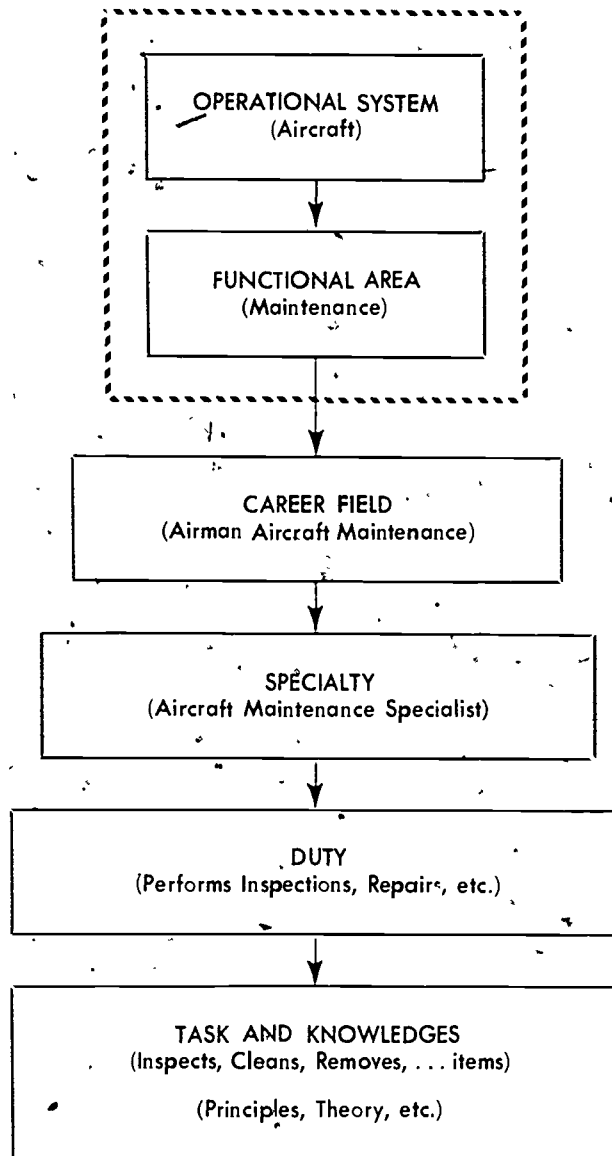 OPERATIONAL SYSTEM
(Aircraft)
FUNCTIONAL AREA
(Maintenance)
CAREER FIELD
(Airman Aircraft Maintenance)
SPECIALTY
(Aircraft Maintenance Specialist)
DUTY
(Performs Inspections, Repairs, etc.)
TASK AND KNOWLEDGES
(Inspects, Cleans, Removes, ... items)
(Principles, Theory, etc.)